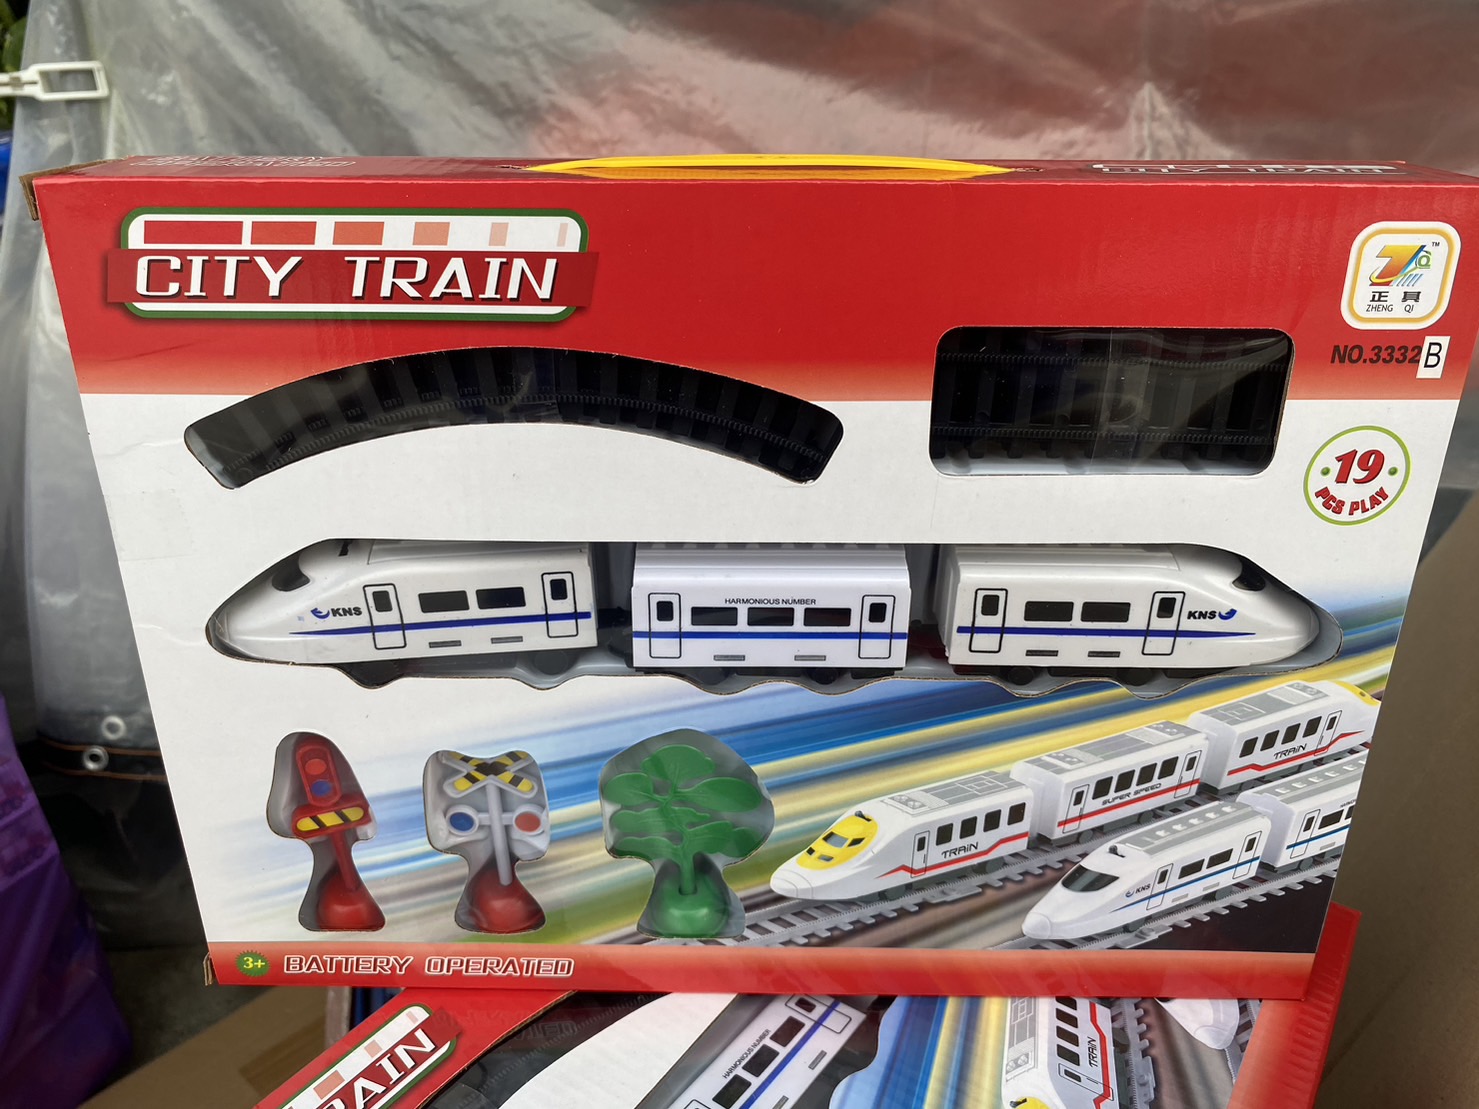 CITY TRAIN
正具
ZHENG QI
NO.3332B
19
PCS PLAY
KNS
HARMONIOUS NUMBER
KNS
TRAIN
SUPER SPEED
TRAIN
KNS
3+ BATTERY OPERATED
TRAIN
HARMONIOUS NUMBER
TRAIN